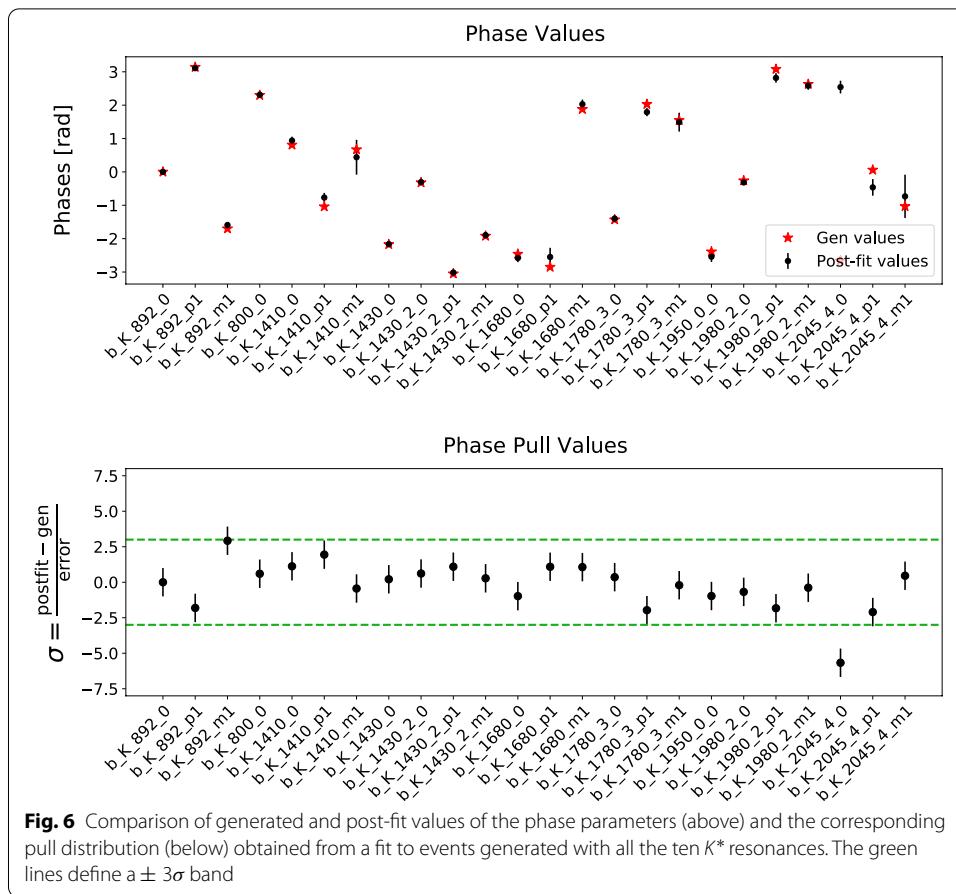 Phase Values
Phases [rad]
3
2
1
0
−1
−2
−3
Gen values
Post-fit values
b_K_892_0
b_K_892_p1
b_K_892_m1
b_K_800_0
b_K_1410_0
b_K_1410_p1
b_K_1410_m1
b_K_1430_0
b_K_1430_2_0
b_K_1430_2_p1
b_K_1430_2_m1
b_K_1680_0
b_K_1680_p1
b_K_1680_m1
b_K_1780_3_0
b_K_1780_3_p1
b_K_1780_3_m1
b_K_1950_0_0
b_K_1980_2_0
b_K_1980_2_p1
b_K_1980_2_m1
b_K_2045_4_0
b_K_2045_4_p1
b_K_2045_4_m1
Phase Pull Values
σ = postfit − gen / error
7.5
5.0
2.5
0.0
−2.5
−5.0
−7.5
b_K_892_0
b_K_892_p1
b_K_892_m1
b_K_800_0
b_K_1410_0
b_K_1410_p1
b_K_1410_m1
b_K_1430_0
b_K_1430_2_0
b_K_1430_2_p1
b_K_1430_2_m1
b_K_1680_0
b_K_1680_p1
b_K_1680_m1
b_K_1780_3_0
b_K_1780_3_p1
b_K_1780_3_m1
b_K_1950_0_0
b_K_1980_2_0
b_K_1980_2_p1
b_K_1980_2_m1
b_K_2045_4_0
b_K_2045_4_p1
b_K_2045_4_m1
Fig. 6 Comparison of generated and post-fit values of the phase parameters (above) and the corresponding
pull distribution (below) obtained from a fit to events generated with all the ten K* resonances. The green
lines define a ± 3σ band